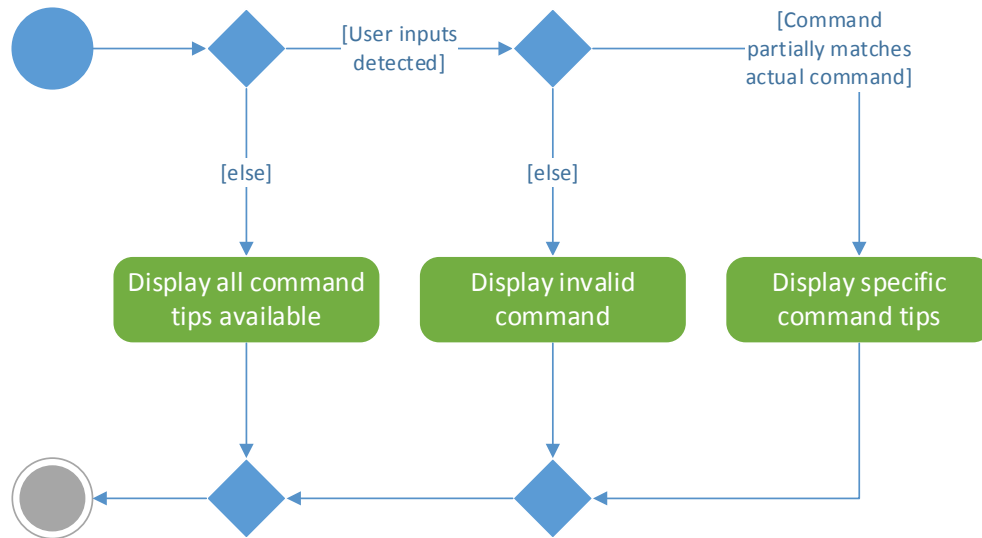 [User inputs
detected]
[Command
partially matches
actual command]
[else]
[else]
Display all command
tips available
Display invalid
command
Display specific
command tips